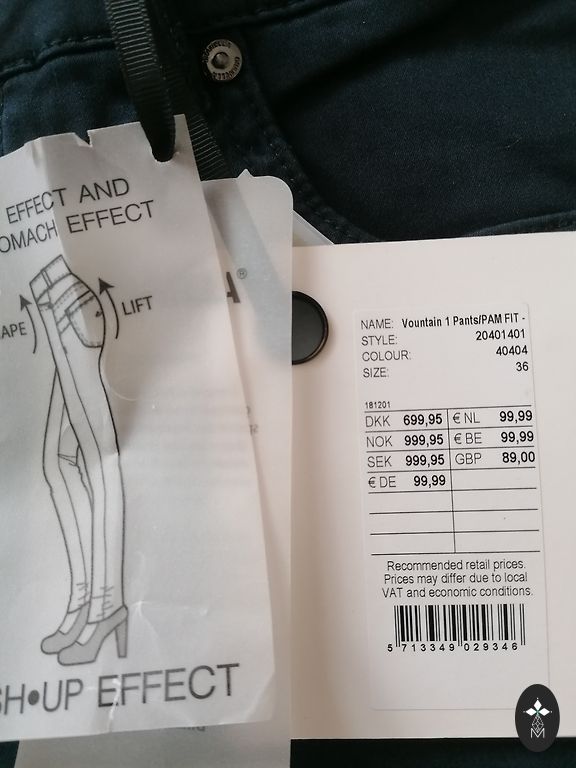 EFFECT AND
OMACH EFFECT
APE
LIFT
SH•UP EFFECT
A®
NAME: Vountain 1 Pants/PAM FIT -
STYLE: 20401401
COLOUR: 40404
SIZE: 36
181201
DKK 699,95 € NL 99,99
NOK 999,95 € BE 99,99
SEK 999,95 GBP 89,00
€ DE 99,99
Recommended retail prices.
Prices may differ due to local
VAT and economic conditions.
5 713349 029346